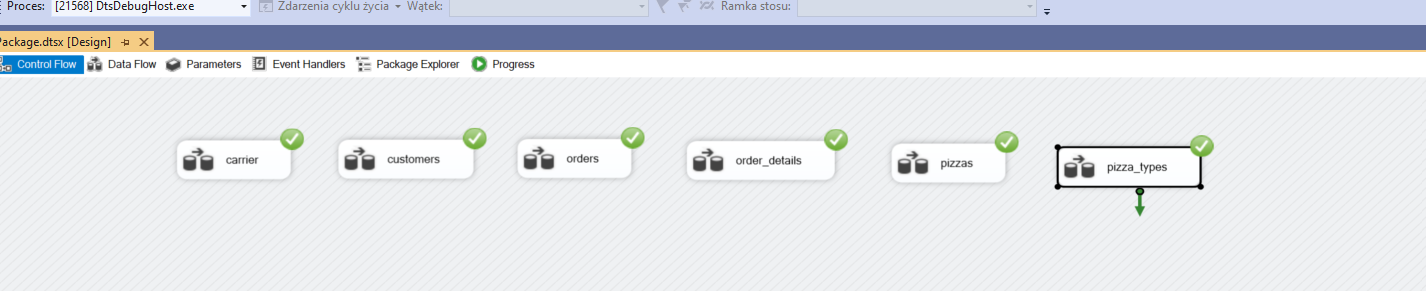 Proces: [21568] DtsDebugHost.exe Zdarzenia cyklu życia Wątek: Ramka stosu:
Package.dtsx [Design]
Control Flow Data Flow Parameters Event Handlers Package Explorer Progress
carrier customers orders order_details pizzas pizza_types